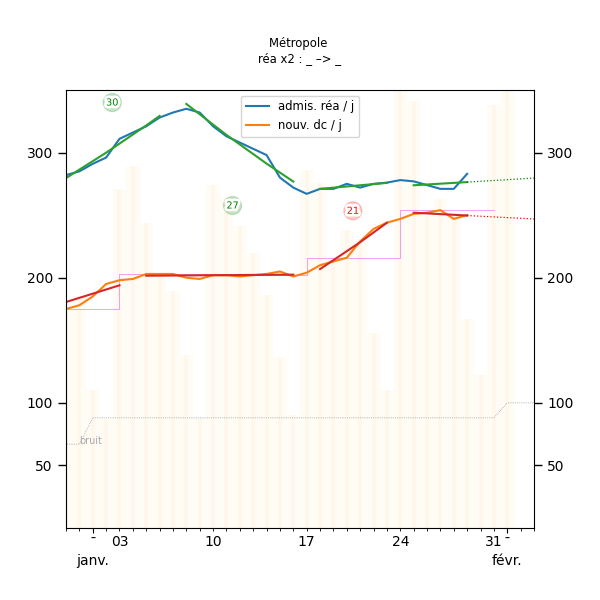 Métropole
réa x2 : _ –> _
30
admis. réa / j
nouv. dc / j
300
300
27
21
200
200
100
100
bruit
50
50
- 03 10 17 24 31 -
janv. févr.